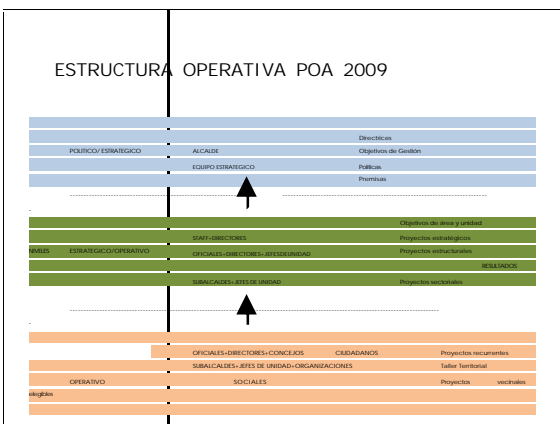 ESTRUCTURA OPERATIVA POA 2009
Directrices
POLITICO/ ESTRATEGICO ALCALDE Objetivos de Gestión
EQUIPO ESTRATEGICO Políticas
Premisas
Objetivos de área y unidad
STAFF+DIRECTORES Proyectos estratégicos
NIVELES ESTRATEGICO/OPERATIVO OFICIALES+DIRECTORES+JEFESDEUNIDAD Proyectos estructurales
RESULTADOS
SUBALCALDES+JEFES DE UNIDAD Proyectos sectoriales
OFICIALES+DIRECTORES+CONCEJOS CIUDADANOS Proyectos recurrentes
SUBALCALDES+JEFES DE UNIDAD+ORGANIZACIONES Taller Territorial
OPERATIVO SOCIALES Proyectos vecinales
elegibles